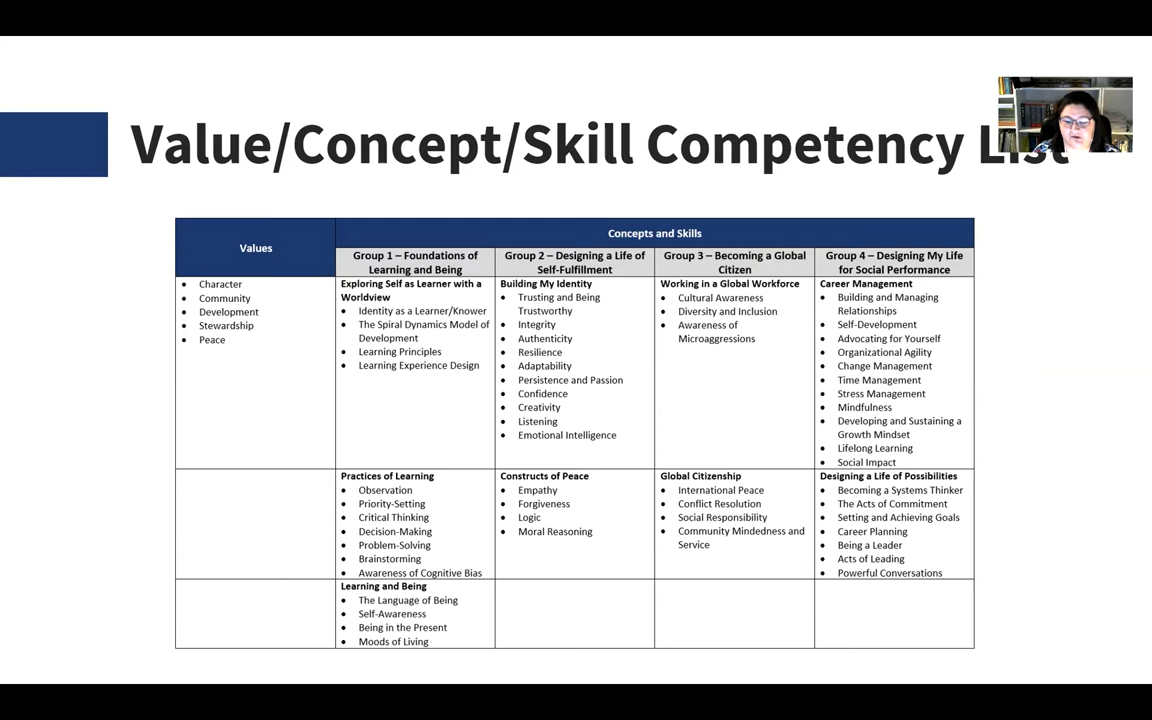 Value/Concept/Skill Competency List
Values
Concepts and Skills
Group 1 – Foundations of
Learning and Being
Group 2 – Designing a Life of
Self-Fulfillment
Group 3 – Becoming a Global
Citizen
Group 4 – Designing My Life
for Social Performance
• Character
• Community
• Development
• Stewardship
• Peace
Exploring Self as Learner with a
Worldview
• Identity as a Learner/Knower
• The Spiral Dynamics Model of
Development
• Learning Principles
• Learning Experience Design
Building My Identity
• Trusting and Being
Trustworthy
• Integrity
• Authenticity
• Resilience
• Adaptability
• Persistence and Passion
• Confidence
• Creativity
• Listening
• Emotional Intelligence
Working in a Global Workforce
• Cultural Awareness
• Diversity and Inclusion
• Awareness of
Microaggressions
Career Management
• Building and Managing
Relationships
• Self-Development
• Advocating for Yourself
• Organizational Agility
• Change Management
• Time Management
• Stress Management
• Mindfulness
• Developing and Sustaining a
Growth Mindset
• Lifelong Learning
• Social Impact
Practices of Learning
• Observation
• Priority-Setting
• Critical Thinking
• Decision-Making
• Problem-Solving
• Brainstorming
• Awareness of Cognitive Bias
Constructs of Peace
• Empathy
• Forgiveness
• Logic
• Moral Reasoning
Global Citizenship
• International Peace
• Conflict Resolution
• Social Responsibility
• Community Mindedness and
Service
Designing a Life of Possibilities
• Becoming a Systems Thinker
• The Acts of Commitment
• Setting and Achieving Goals
• Career Planning
• Being a Leader
• Acts of Leading
• Powerful Conversations
Learning and Being
• The Language of Being
• Self-Awareness
• Being in the Present
• Moods of Living